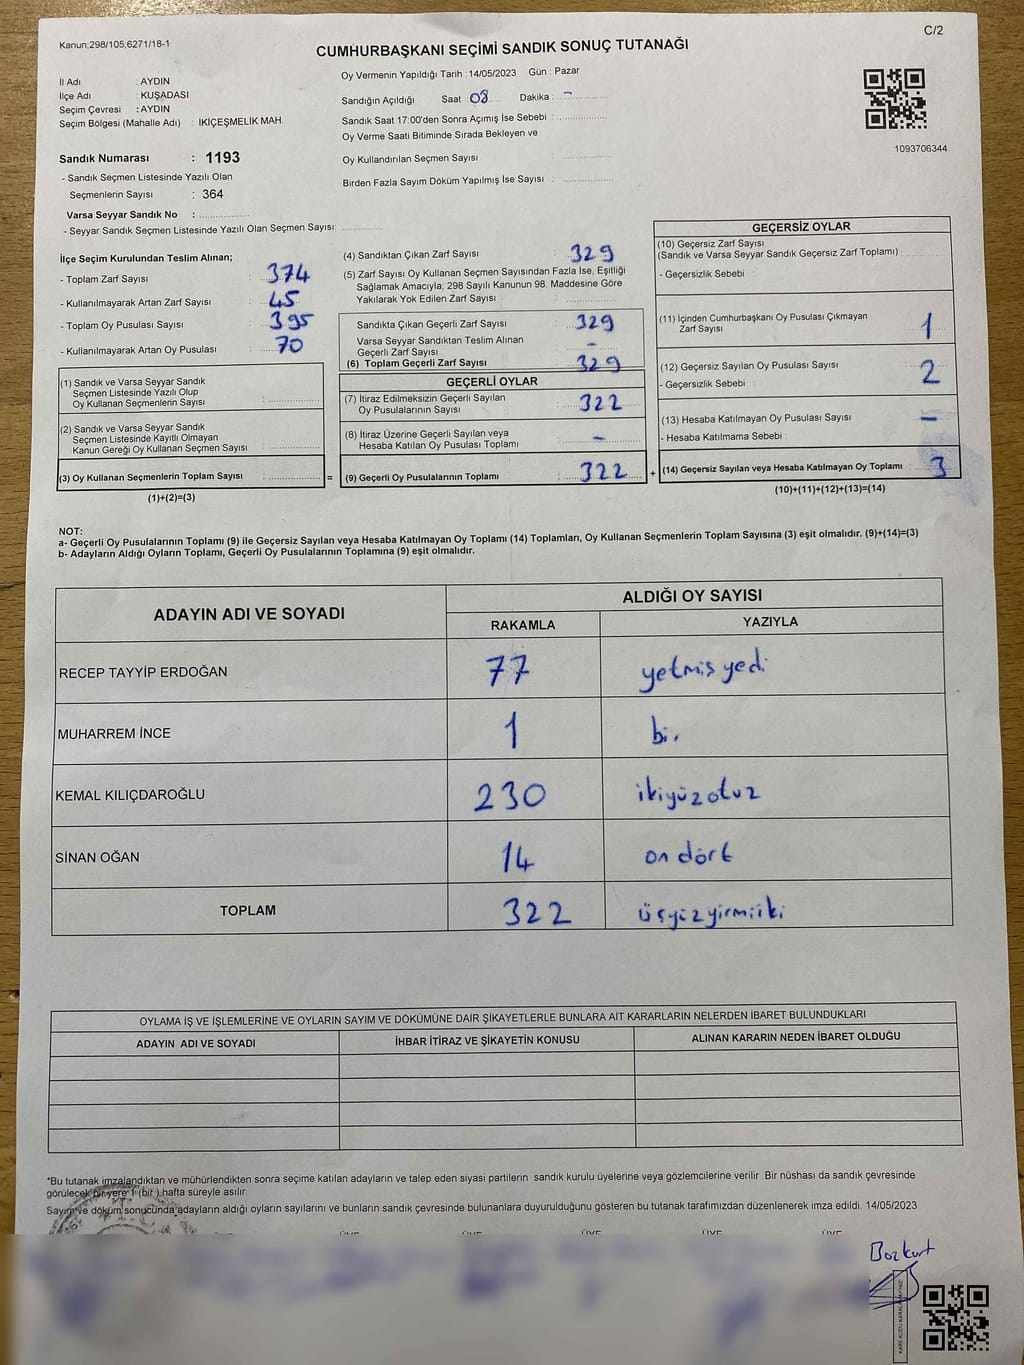 Kanun:298/105,6271/18-1
C/2
CUMHURBAŞKANI SEÇİMİ SANDIK SONUÇ TUTANAĞI
İl Adı : AYDIN
İlçe Adı : KUŞADASI
Seçim Çevresi : AYDIN
Seçim Bölgesi (Mahalle Adı) : İKİÇEŞMELİK MAH.
Oy Vermenin Yapıldığı Tarih :14/05/2023 Gün : Pazar
Sandığın Açıldığı Saat 08 Dakika : -
Sandık Saat 17:00'den Sonra Açımış İse Sebebi :
Oy Verme Saati Bitiminde Sırada Bekleyen ve
Oy Kullandırılan Seçmen Sayısı :
Birden Fazla Sayım Döküm Yapılmış İse Sayısı :
1093706344
Sandık Numarası : 1193
- Sandık Seçmen Listesinde Yazılı Olan
Seçmenlerin Sayısı : 364
Varsa Seyyar Sandık No :
- Seyyar Sandık Seçmen Listesinde Yazılı Olan Seçmen Sayısı:
İlçe Seçim Kurulundan Teslim Alınan;
- Toplam Zarf Sayısı : 374
- Kullanılmayarak Artan Zarf Sayısı : 45
- Toplam Oy Pusulası Sayısı : 395
- Kullanılmayarak Artan Oy Pusulası : 70
(1) Sandık ve Varsa Seyyar Sandık
Seçmen Listesinde Yazılı Olup
Oy Kullanan Seçmenlerin Sayısı :
(2) Sandık ve Varsa Seyyar Sandık
Seçmen Listesinde Kayıtlı Olmayan
Kanun Gereği Oy Kullanan Seçmen Sayısı :
(3) Oy Kullanan Seçmenlerin Toplam Sayısı : =
(1)+(2)=(3)
(4) Sandıktan Çıkan Zarf Sayısı : 329
(5) Zarf Sayısı Oy Kullanan Seçmen Sayısından Fazla İse, Eşitliği
Sağlamak Amacıyla; 298 Sayılı Kanunun 98. Maddesine Göre
Yakılarak Yok Edilen Zarf Sayısı :
Sandıkta Çıkan Geçerli Zarf Sayısı : 329
Varsa Seyyar Sandıktan Teslim Alınan
Geçerli Zarf Sayısı : -
(6) Toplam Geçerli Zarf Sayısı : 329
GEÇERLİ OYLAR
(7) İtiraz Edilmeksizin Geçerli Sayılan
Oy Pusulalarının Sayısı : 322
(8) İtiraz Üzerine Geçerli Sayılan veya
Hesaba Katılan Oy Pusulası Toplamı : -
(9) Geçerli Oy Pusulalarının Toplamı : 322 +
GEÇERSİZ OYLAR
(10) Geçersiz Zarf Sayısı
(Sandık ve Varsa Seyyar Sandık Geçersiz Zarf Toplamı) :
- Geçersizlik Sebebi :
(11) İçinden Cumhurbaşkanı Oy Pusulası Çıkmayan
Zarf Sayısı : 1
(12) Geçersiz Sayılan Oy Pusulası Sayısı : 2
- Geçersizlik Sebebi :
(13) Hesaba Katılmayan Oy Pusulası Sayısı : -
- Hesaba Katılmama Sebebi :
(14) Geçersiz Sayılan veya Hesaba Katılmayan Oy Toplamı : 3
(10)+(11)+(12)+(13)=(14)
NOT:
a- Geçerli Oy Pusulalarının Toplamı (9) ile Geçersiz Sayılan veya Hesaba Katılmayan Oy Toplamı (14) Toplamları, Oy Kullanan Seçmenlerin Toplam Sayısına (3) eşit olmalıdır. (9)+(14)=(3)
b- Adayların Aldığı Oyların Toplamı, Geçerli Oy Pusulalarının Toplamına (9) eşit olmalıdır.
ADAYIN ADI VE SOYADI
ALDIĞI OY SAYISI
RAKAMLA YAZIYLA
RECEP TAYYİP ERDOĞAN 77 yetmiş yedi
MUHARREM İNCE 1 bir
KEMAL KILIÇDAROĞLU 230 ikiyüzotuz
SİNAN OĞAN 14 on dört
TOPLAM 322 üçyüzyirmiiki
OYLAMA İŞ VE İŞLEMLERİNE VE OYLARIN SAYIM VE DÖKÜMÜNE DAİR ŞİKAYETLERLE BUNLARA AİT KARARLARIN NELERDEN İBARET BULUNDUKLARI
ADAYIN ADI VE SOYADI İHBAR İTİRAZ VE ŞİKAYETİN KONUSU ALINAN KARARIN NEDEN İBARET OLDUĞU
*Bu tutanak imzalandıktan ve mühürlendikten sonra seçime katılan adayların ve talep eden siyasi partilerin sandık kurulu üyelerine veya gözlemcilerine verilir. Bir nüshası da sandık çevresinde
görülecek bir yere 1 (bir ) hafta süreyle asılır.
Sayım ve döküm sonucunda,adayların aldığı oyların sayılarını ve bunların sandık çevresinde bulunanlara duyurulduğunu gösteren bu tutanak tarafımızdan düzenlenerek imza edildi. 14/05/2023
ÜYE ÜYE ÜYE ÜYE ÜYE
Bozkurt